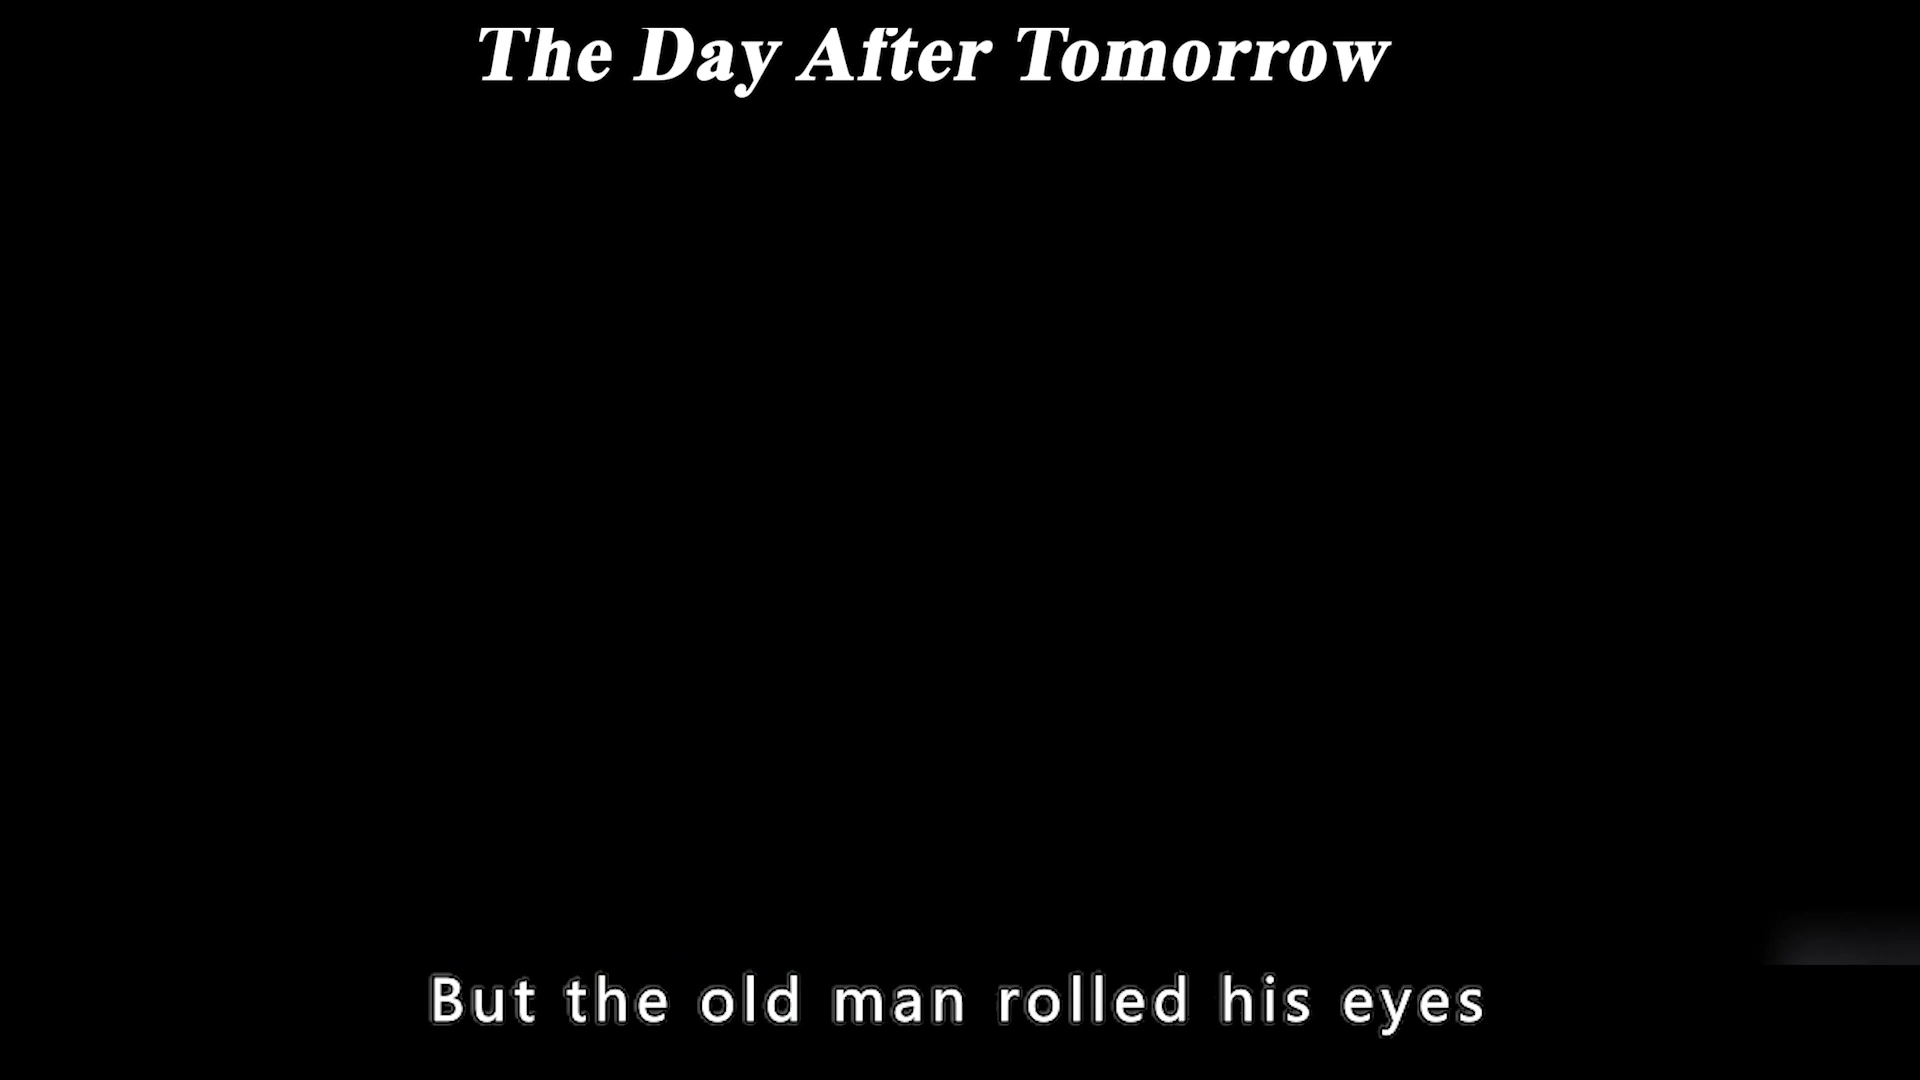 The Day After Tomorrow
But the old man rolled his eyes